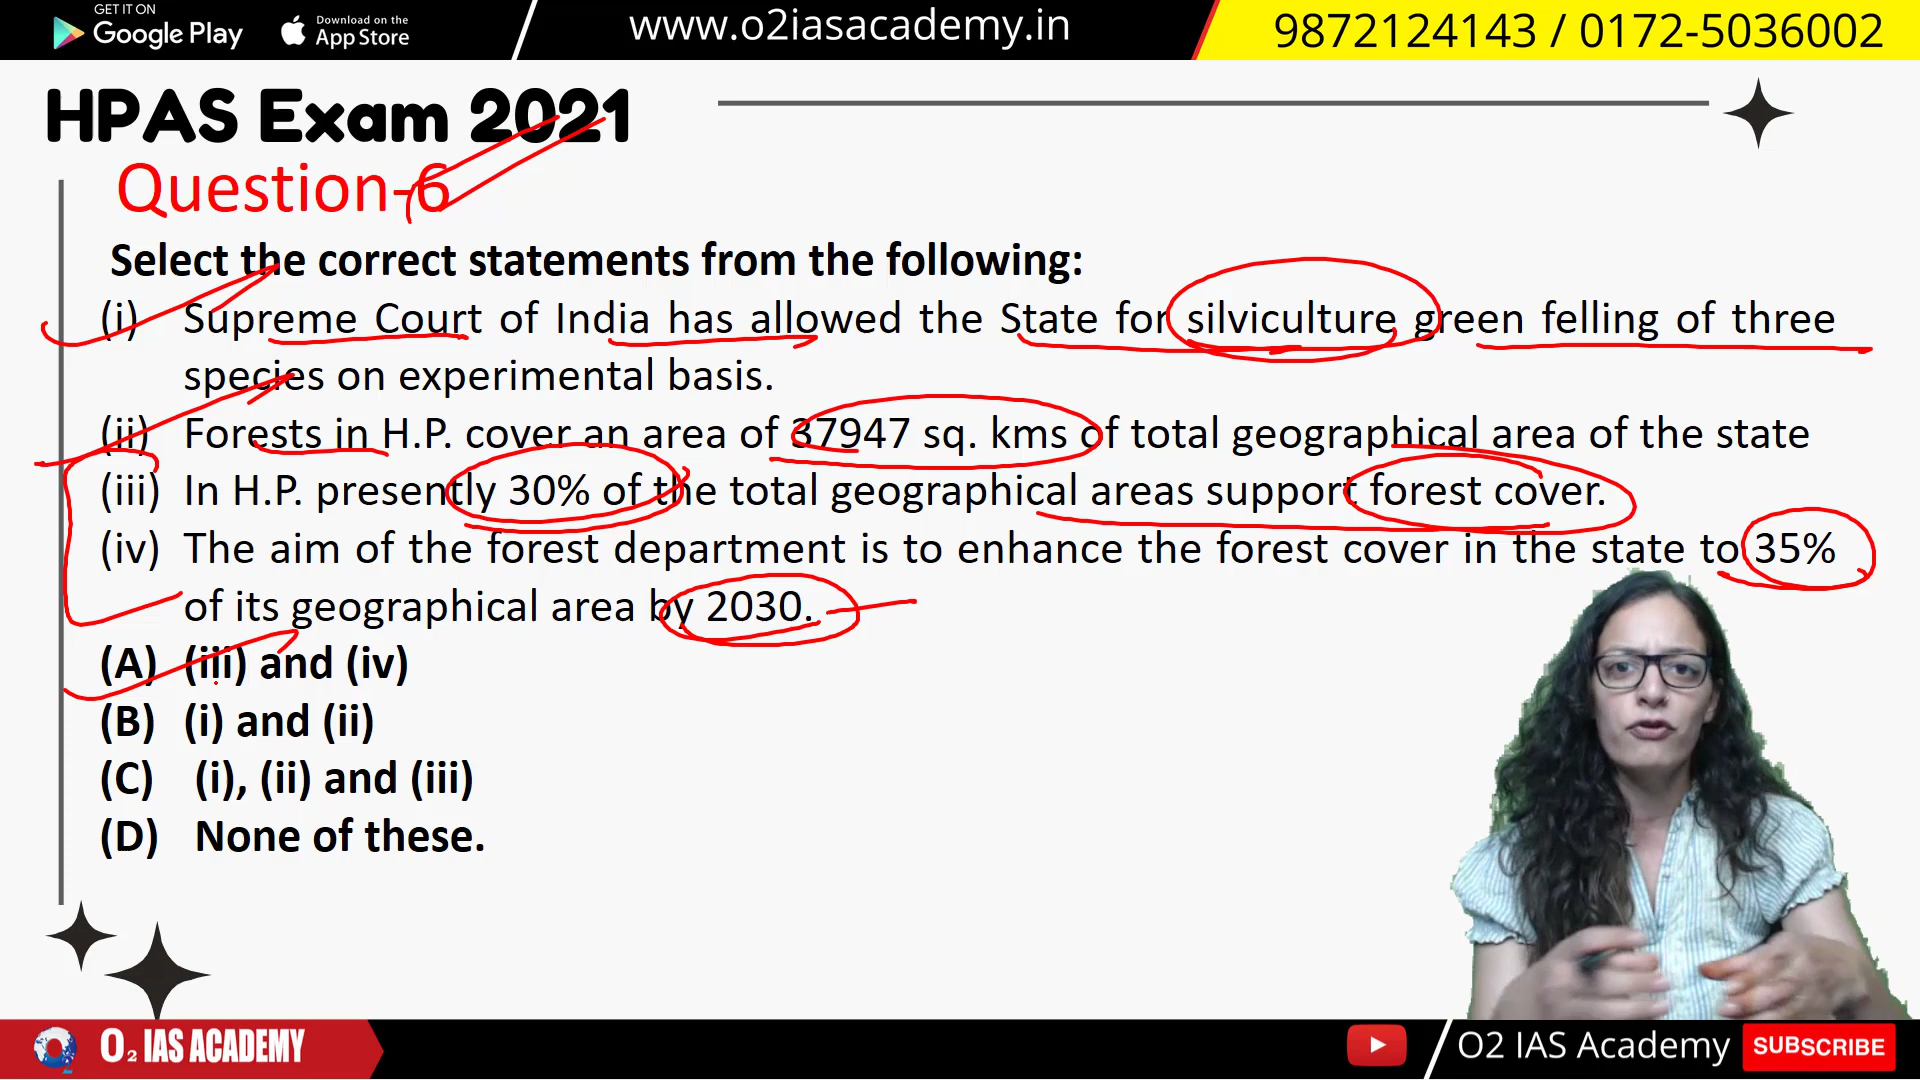 GET IT ON
Google Play
Download on the
App Store
www.o2iasacademy.in
9872124143 / 0172-5036002
HPAS Exam 2021
Question-6
Select the correct statements from the following:
(i) Supreme Court of India has allowed the State for silviculture green felling of three
species on experimental basis.
(ii) Forests in H.P. cover an area of 37947 sq. kms of total geographical area of the state
(iii) In H.P. presently 30% of the total geographical areas support forest cover.
(iv) The aim of the forest department is to enhance the forest cover in the state to 35%
of its geographical area by 2030.
(A) (iii) and (iv)
(B) (i) and (ii)
(C) (i), (ii) and (iii)
(D) None of these.
O2 IAS ACADEMY
O2 IAS Academy
SUBSCRIBE